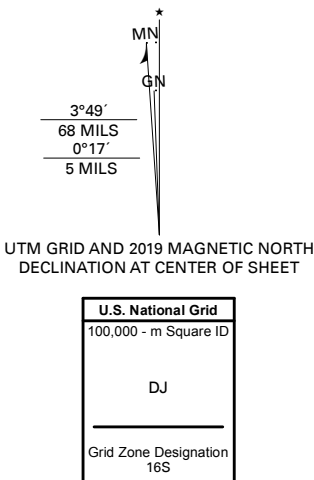 MN
GN
3°49´
68 MILS
0°17´
5 MILS
UTM GRID AND 2019 MAGNETIC NORTH
DECLINATION AT CENTER OF SHEET
U.S. National Grid
100,000 - m Square ID
DJ
Grid Zone Designation
16S